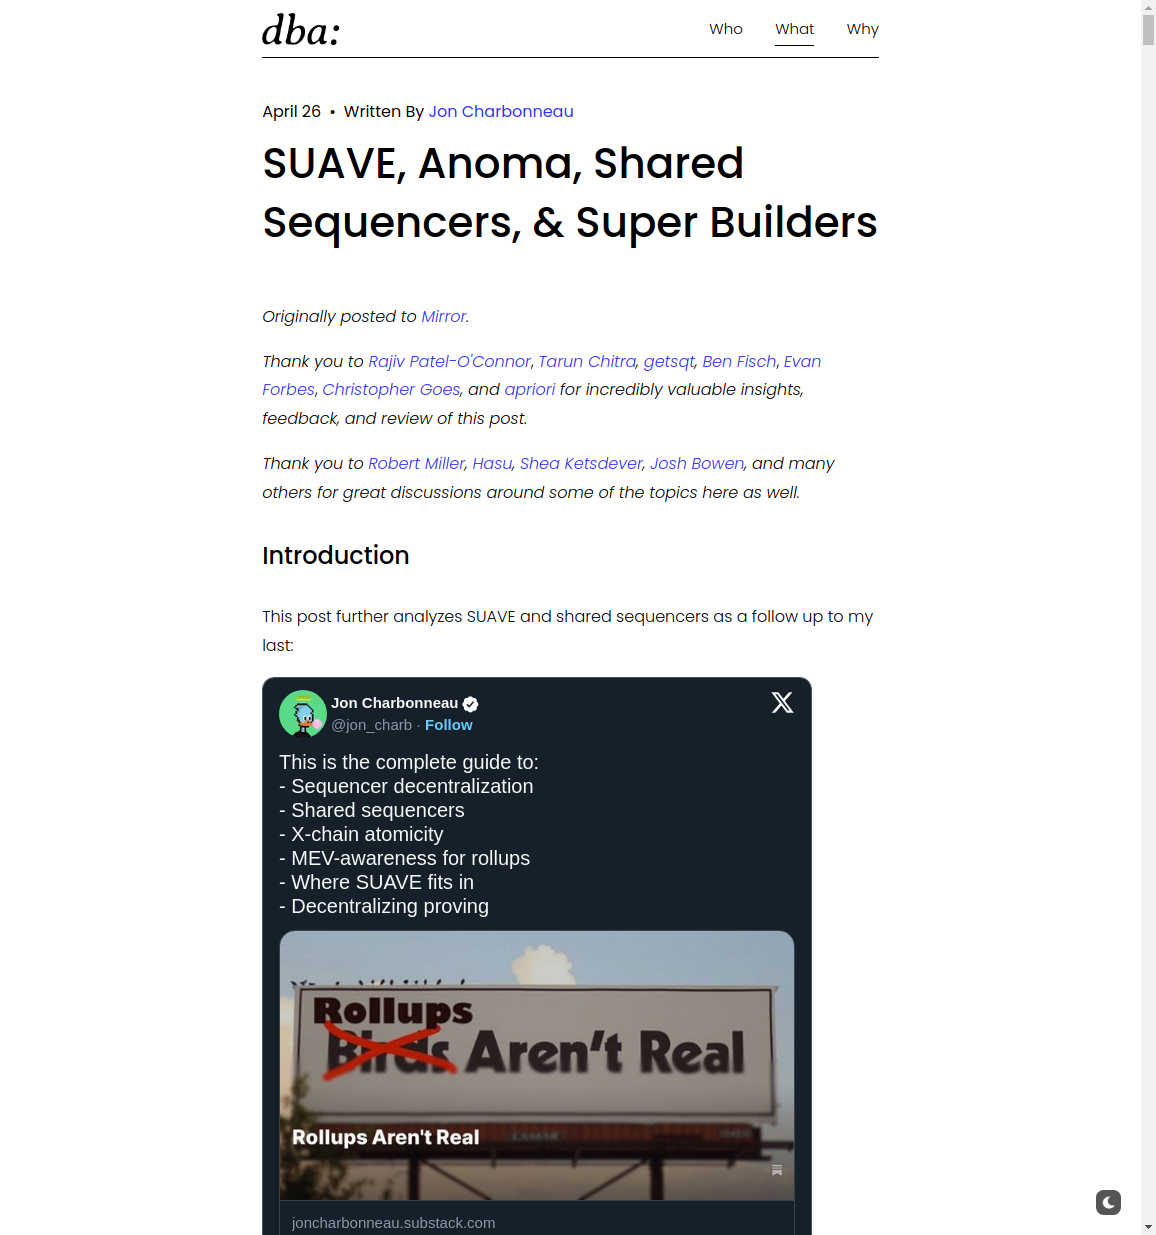 dba:
Who What Why
April 26 • Written By Jon Charbonneau
SUAVE, Anoma, Shared
Sequencers, & Super Builders
Originally posted to Mirror.
Thank you to Rajiv Patel-O'Connor, Tarun Chitra, getsqt, Ben Fisch, Evan
Forbes, Christopher Goes, and apriori for incredibly valuable insights,
feedback, and review of this post.
Thank you to Robert Miller, Hasu, Shea Ketsdever, Josh Bowen, and many
others for great discussions around some of the topics here as well.
Introduction
This post further analyzes SUAVE and shared sequencers as a follow up to my
last:
Jon Charbonneau
@jon_charb · Follow
This is the complete guide to:
- Sequencer decentralization
- Shared sequencers
- X-chain atomicity
- MEV-awareness for rollups
- Where SUAVE fits in
- Decentralizing proving
Rollups
Birds Aren't Real
Rollups Aren't Real
joncharbonneau.substack.com